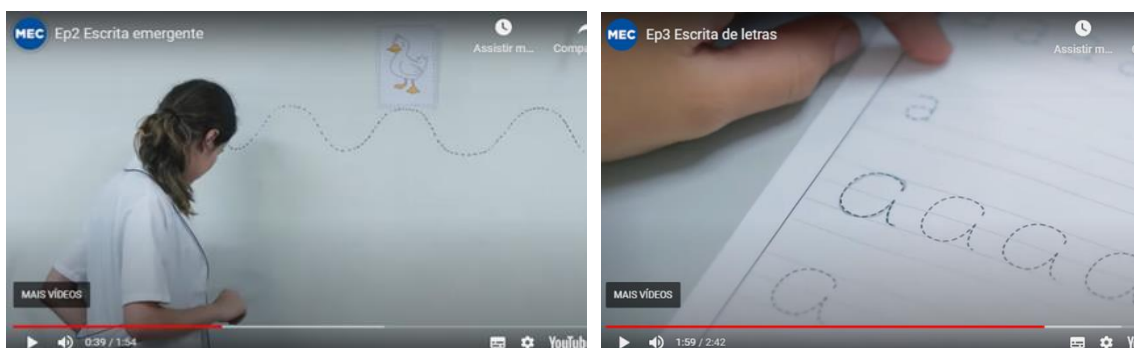 MEC Ep2 Escrita emergente
Assistir m...
MAIS VÍDEOS
0:39 / 1:54
MEC Ep3 Escrita de letras
Assistir m...
a
a a a a
a
MAIS VÍDEOS
1:59 / 2:42